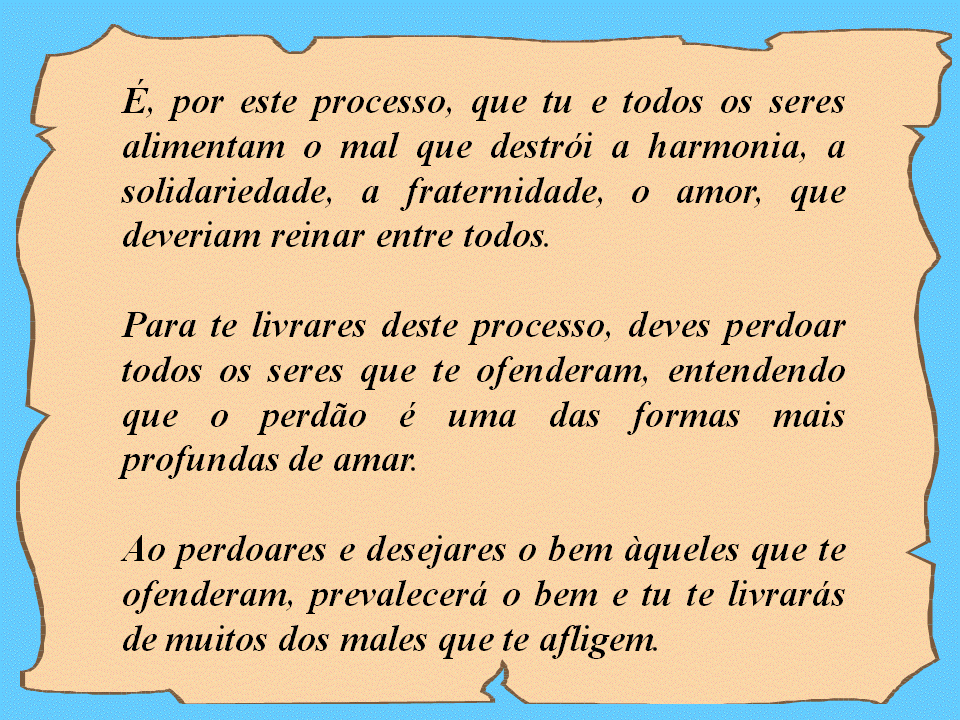 É, por este processo, que tu e todos os seres
alimentam o mal que destrói a harmonia, a
solidariedade, a fraternidade, o amor, que
deveriam reinar entre todos.
Para te livrares deste processo, deves perdoar
todos os seres que te ofenderam, entendendo
que o perdão é uma das formas mais
profundas de amar.
Ao perdoares e desejares o bem àqueles que te
ofenderam, prevalecerá o bem e tu te livrarás
de muitos dos males que te afligem.